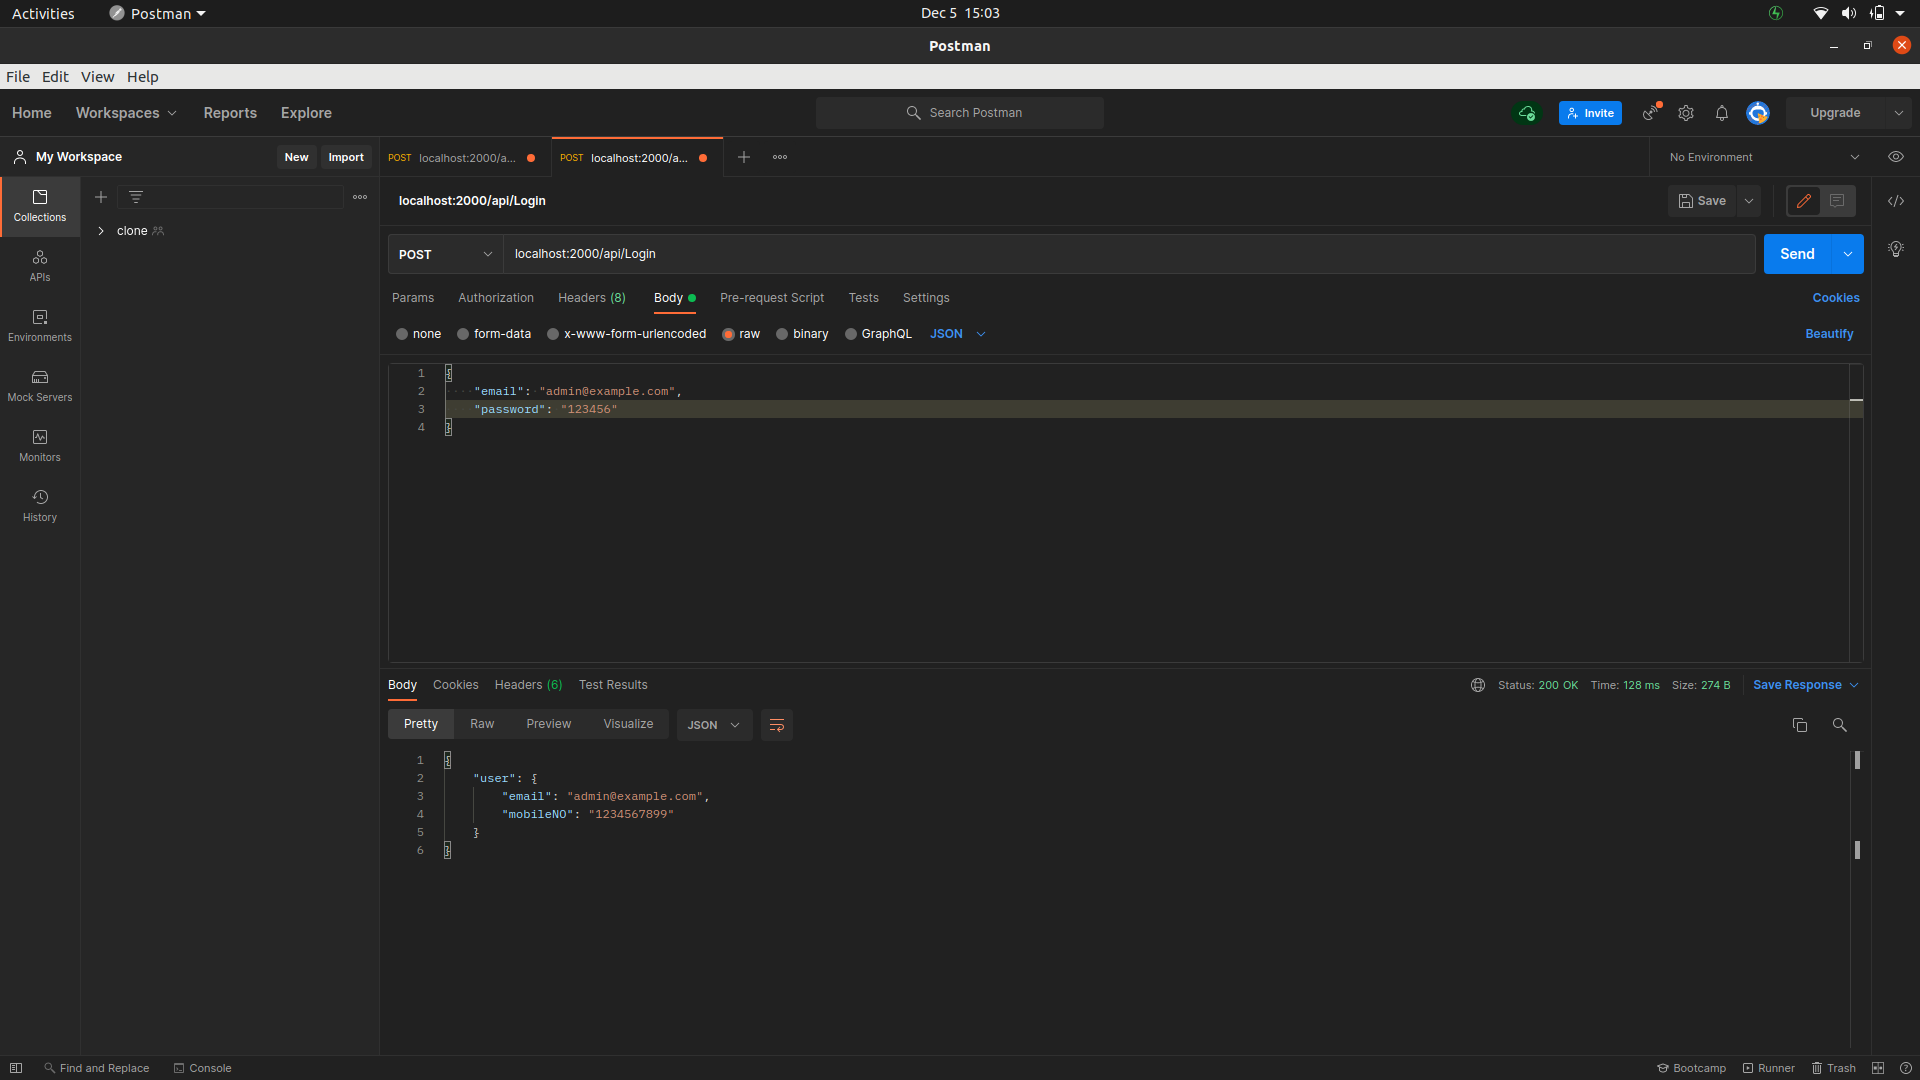 Activities Postman Dec 5 15:03
Postman
File Edit View Help
Home Workspaces Reports Explore Search Postman Invite Upgrade
My Workspace New Import POST localhost:2000/a... POST localhost:2000/a... No Environment
Collections
APIs
Environments
Mock Servers
Monitors
History
clone
localhost:2000/api/Login Save
POST localhost:2000/api/Login Send
Params Authorization Headers (8) Body Pre-request Script Tests Settings Cookies
none form-data x-www-form-urlencoded raw binary GraphQL JSON Beautify
1 {
2 "email": "admin@example.com",
3 "password": "123456"
4 }
Body Cookies Headers (6) Test Results Status: 200 OK Time: 128 ms Size: 274 B Save Response
Pretty Raw Preview Visualize JSON
1 {
2 "user": {
3 "email": "admin@example.com",
4 "mobileNO": "1234567899"
5 }
6 }
Find and Replace Console Bootcamp Runner Trash